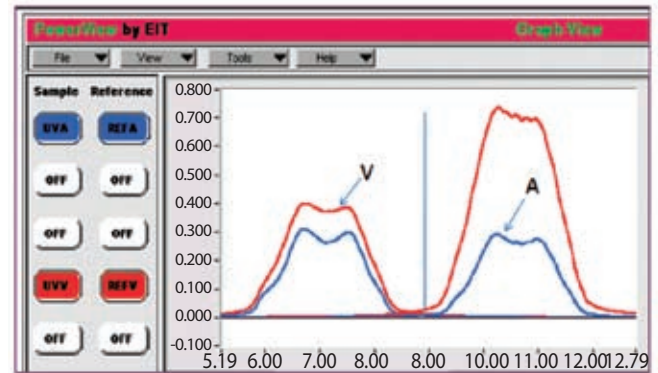 PowerView by EIT Graph View
File View Tools Help
Sample Reference
UVA REFA
OFF OFF
OFF OFF
UVV REFV
OFF OFF
0.800
0.700
0.600
0.500
0.400
0.300
0.200
0.100
0.000
-0.100
V
A
5.19 6.00 7.00 8.00 8.00 10.00 11.00 12.00 12.79